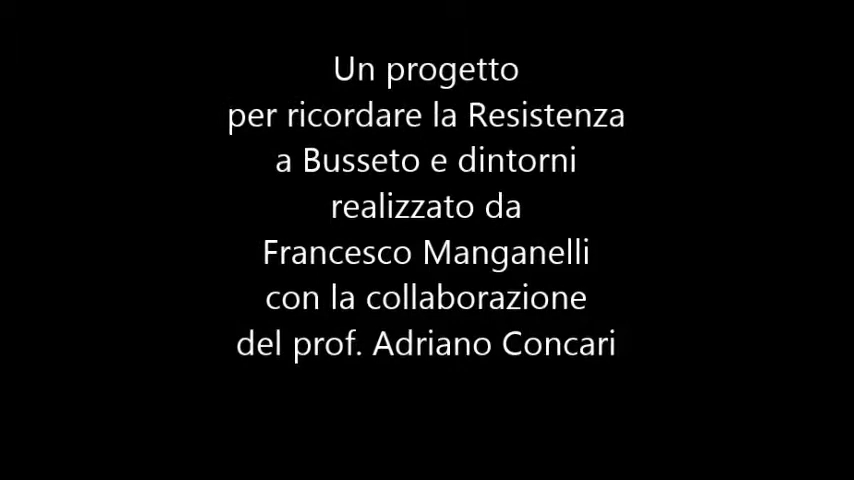 Un progetto
per ricordare la Resistenza
a Busseto e dintorni
realizzato da
Francesco Manganelli
con la collaborazione
del prof. Adriano Concari